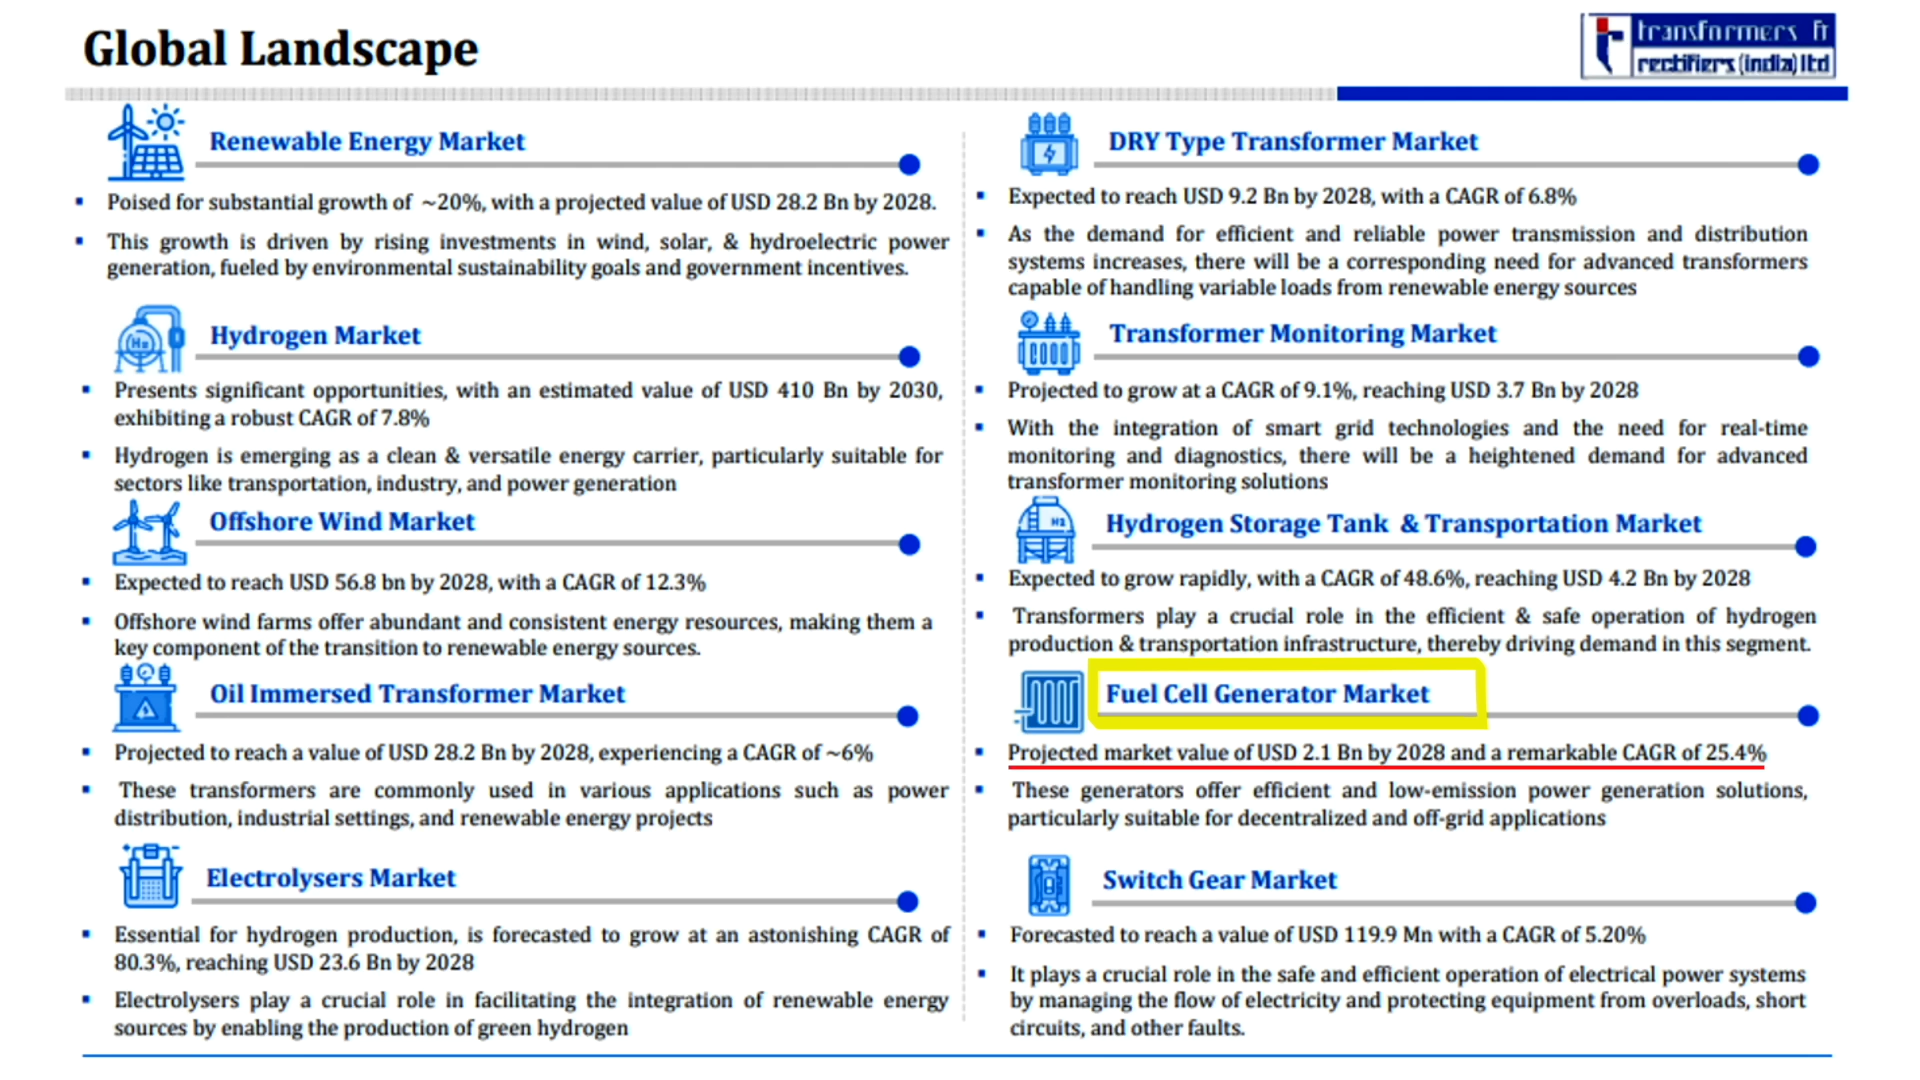 Global Landscape
transformers &
rectifiers (india) ltd
Renewable Energy Market
Poised for substantial growth of ~20%, with a projected value of USD 28.2 Bn by 2028.
This growth is driven by rising investments in wind, solar, & hydroelectric power
generation, fueled by environmental sustainability goals and government incentives.
H2
Hydrogen Market
Presents significant opportunities, with an estimated value of USD 410 Bn by 2030,
exhibiting a robust CAGR of 7.8%
Hydrogen is emerging as a clean & versatile energy carrier, particularly suitable for
sectors like transportation, industry, and power generation
Offshore Wind Market
Expected to reach USD 56.8 bn by 2028, with a CAGR of 12.3%
Offshore wind farms offer abundant and consistent energy resources, making them a
key component of the transition to renewable energy sources.
Oil Immersed Transformer Market
Projected to reach a value of USD 28.2 Bn by 2028, experiencing a CAGR of ~6%
These transformers are commonly used in various applications such as power
distribution, industrial settings, and renewable energy projects
Electrolysers Market
Essential for hydrogen production, is forecasted to grow at an astonishing CAGR of
80.3%, reaching USD 23.6 Bn by 2028
Electrolysers play a crucial role in facilitating the integration of renewable energy
sources by enabling the production of green hydrogen
DRY Type Transformer Market
Expected to reach USD 9.2 Bn by 2028, with a CAGR of 6.8%
As the demand for efficient and reliable power transmission and distribution
systems increases, there will be a corresponding need for advanced transformers
capable of handling variable loads from renewable energy sources
Transformer Monitoring Market
Projected to grow at a CAGR of 9.1%, reaching USD 3.7 Bn by 2028
With the integration of smart grid technologies and the need for real-time
monitoring and diagnostics, there will be a heightened demand for advanced
transformer monitoring solutions
H2
Hydrogen Storage Tank & Transportation Market
Expected to grow rapidly, with a CAGR of 48.6%, reaching USD 4.2 Bn by 2028
Transformers play a crucial role in the efficient & safe operation of hydrogen
production & transportation infrastructure, thereby driving demand in this segment.
Fuel Cell Generator Market
Projected market value of USD 2.1 Bn by 2028 and a remarkable CAGR of 25.4%
These generators offer efficient and low-emission power generation solutions,
particularly suitable for decentralized and off-grid applications
Switch Gear Market
Forecasted to reach a value of USD 119.9 Mn with a CAGR of 5.20%
It plays a crucial role in the safe and efficient operation of electrical power systems
by managing the flow of electricity and protecting equipment from overloads, short
circuits, and other faults.